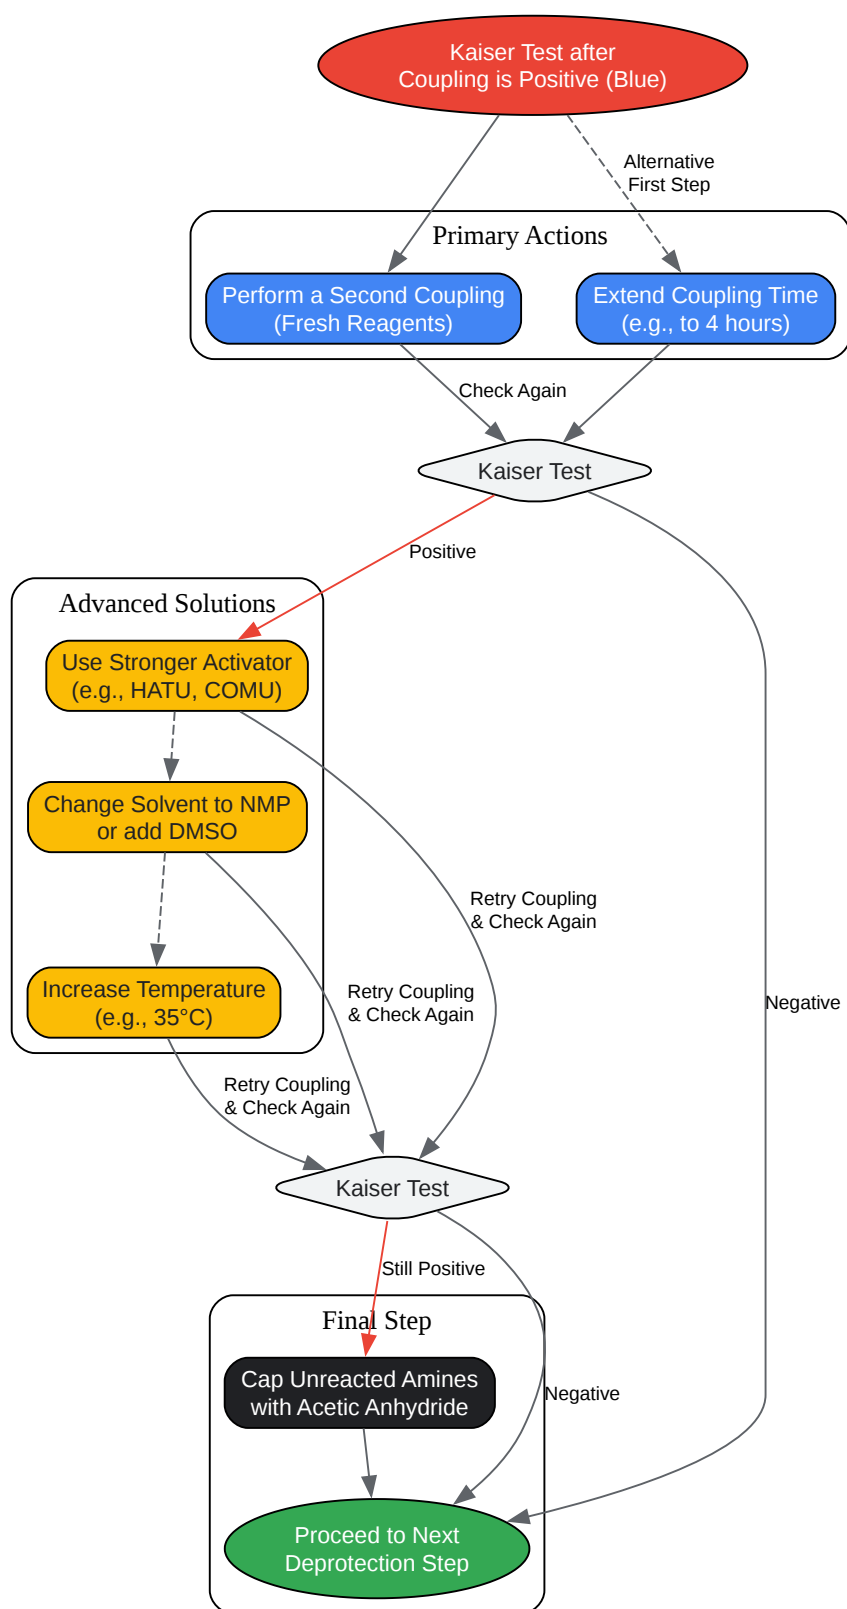 Kaiser Test after
Coupling is Positive (Blue)
Alternative
First Step
Primary Actions
Perform a Second Coupling
(Fresh Reagents)
Extend Coupling Time
(e.g., to 4 hours)
Check Again
Kaiser Test
Positive
Advanced Solutions
Use Stronger Activator
(e.g., HATU, COMU)
Change Solvent to NMP
or add DMSO
Retry Coupling
& Check Again
Increase Temperature
(e.g., 35°C)
Retry Coupling
& Check Again
Negative
Retry Coupling
& Check Again
Kaiser Test
Still Positive
Final Step
Cap Unreacted Amines
with Acetic Anhydride
Negative
Proceed to Next
Deprotection Step